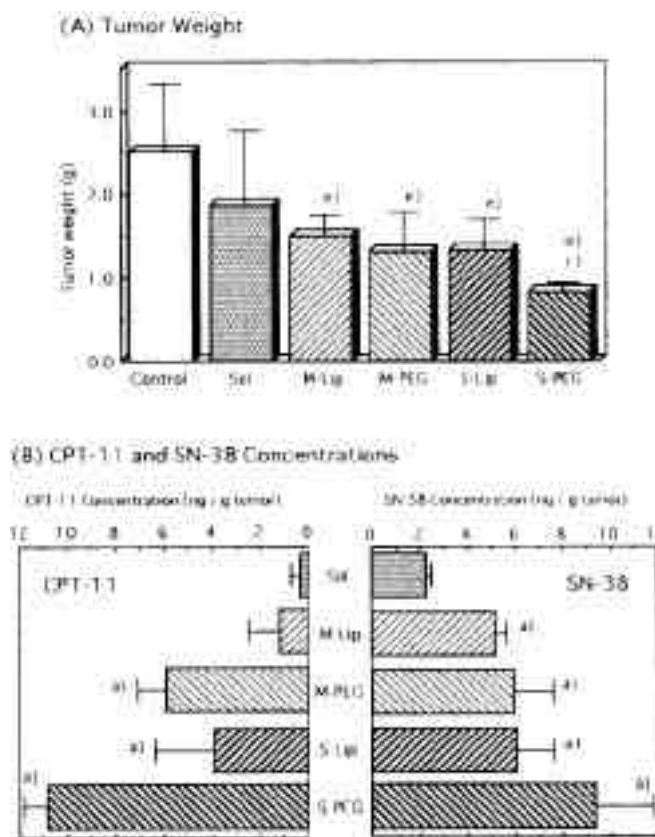 (A) Tumor Weight
Tumor weight (g)
3.0
2.0
1.0
0.0
a)
a)
a)
a)
Control Sol M-Lip M-PEG S-Lip S-PEG
(B) CPT-11 and SN-38 Concentrations
CPT-11 Concentration (ng / g tumor) SN-38 Concentration (ng / g tumor)
12 10 8 6 4 2 0 0 2 4 6 8 10 12
CPT-11 Sol SN-38
M-Lip a)
a) M-PEG a)
a) S-Lip a)
a) S-PEG a)